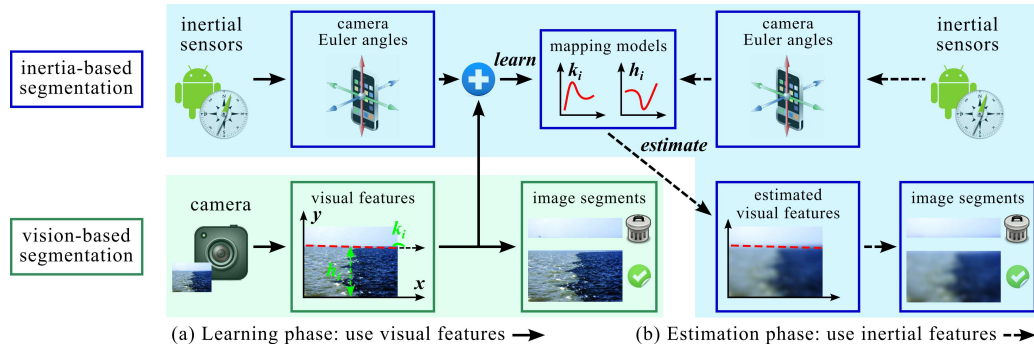 inertial
sensors
camera
Euler angles
learn
mapping models
k_i
h_i
camera
Euler angles
inertial
sensors
inertia-based
segmentation
estimate
vision-based
segmentation
camera
visual features
y
k_i
h_i
x
image segments
estimated
visual features
image segments
(a) Learning phase: use visual features
(b) Estimation phase: use inertial features